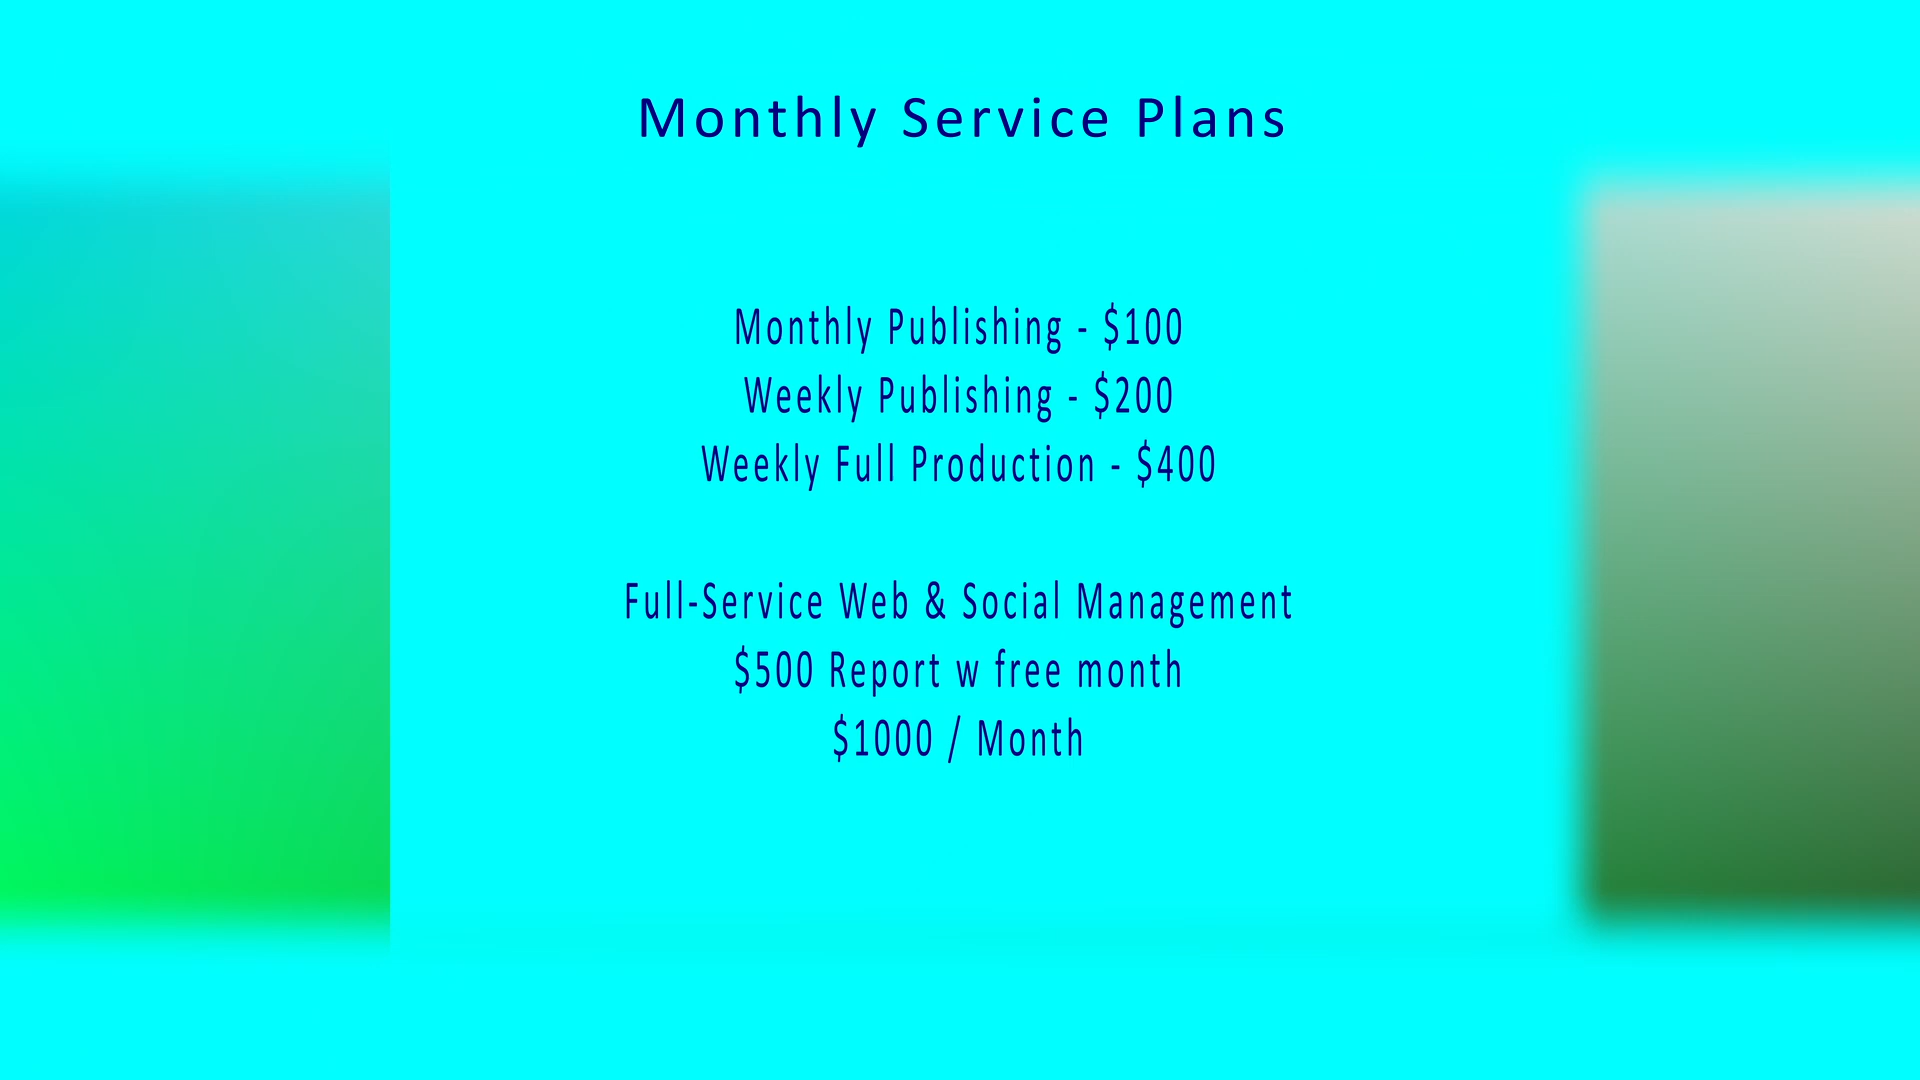 Monthly Service Plans
Monthly Publishing - $100
Weekly Publishing - $200
Weekly Full Production - $400
Full-Service Web & Social Management
$500 Report w free month
$1000 / Month